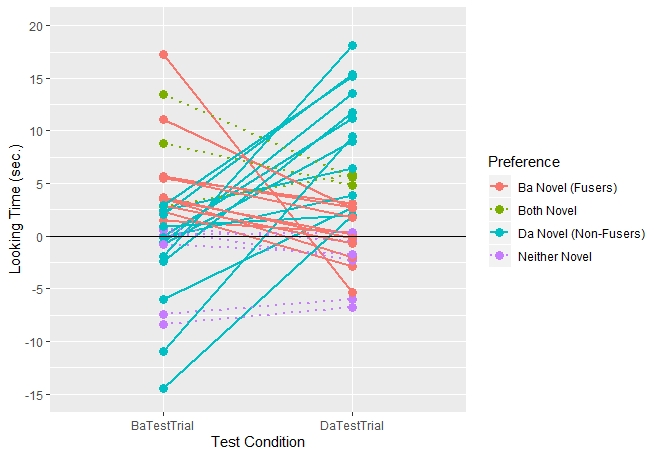 20
15
10
5
0
-5
-10
-15
Looking Time (sec.)
BaTestTrial DaTestTrial
Test Condition
Preference
Ba Novel (Fusers)
Both Novel
Da Novel (Non-Fusers)
Neither Novel